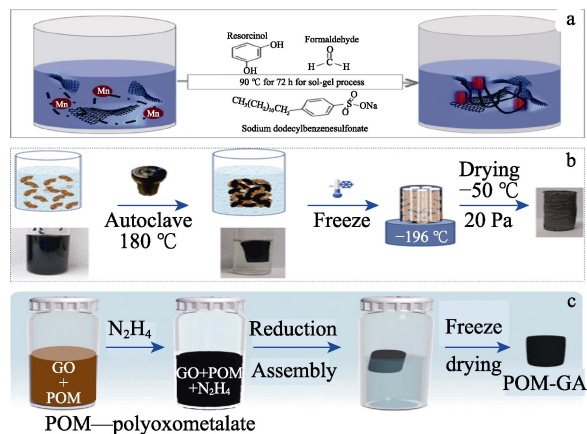 a
Resorcinol
Formaldehyde
OH
OH
O
C
H
H
Mn
Mn
Mn
90 ℃ for 72 h for sol-gel process
CH₃(CH₂)₁₀CH₂
O
S
ONa
O
Sodium dodecylbenzenesulfonate
b
Autoclave
180 ℃
Freeze
−196 ℃
Drying
−50 ℃
20 Pa
c
GO
+
POM
N₂H₄
GO+POM
+N₂H₄
Reduction
Assembly
Freeze
drying
POM-GA
POM—polyoxometalate